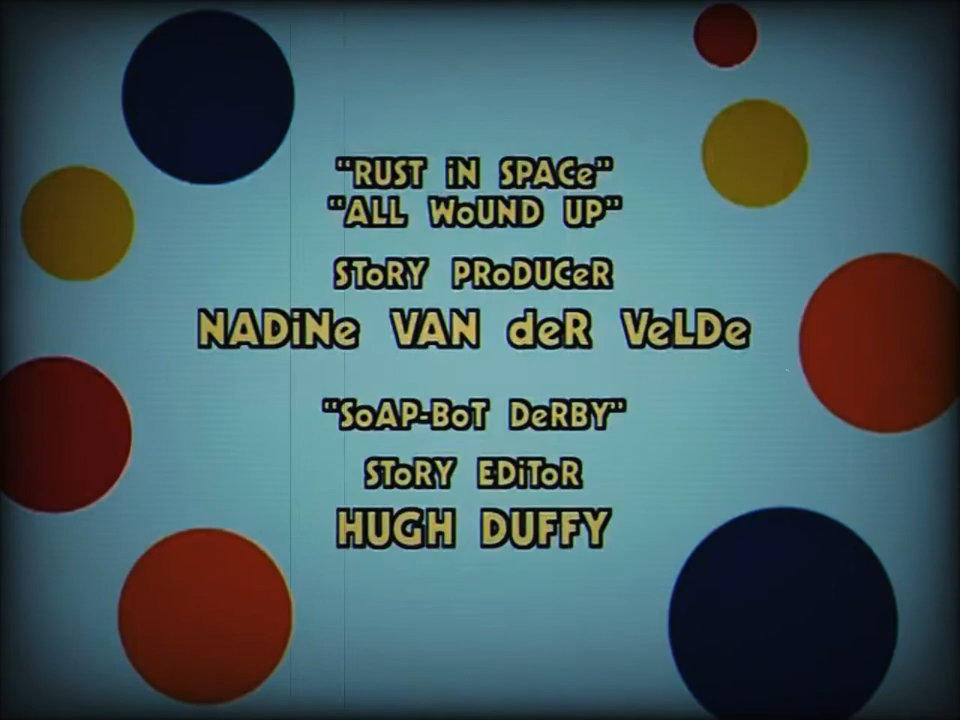 "RUST iN SPACe"
"ALL WoUND UP"
SToRY PRoDUCeR
NADiNe VAN deR VeLDe
"SoAP-BoT DeRBY"
SToRY EDiToR
HUGH DUFFY